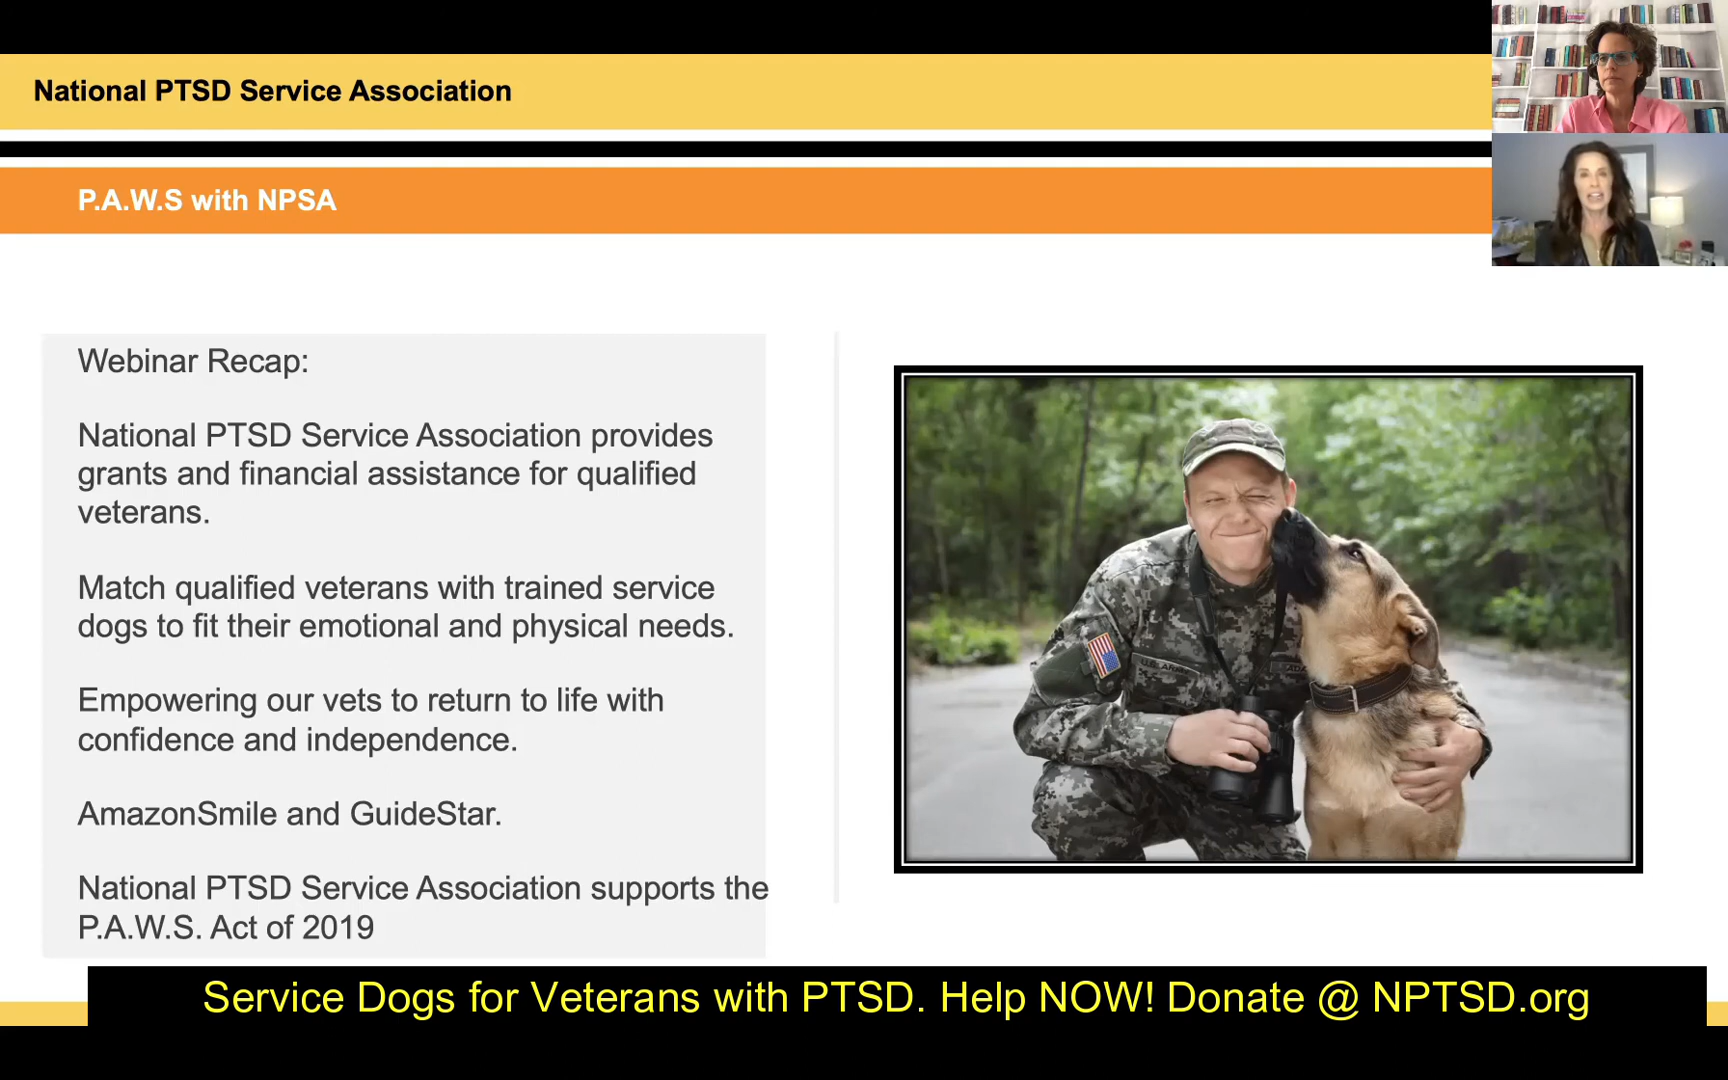 National PTSD Service Association
P.A.W.S with NPSA
Webinar Recap:
National PTSD Service Association provides
grants and financial assistance for qualified
veterans.
Match qualified veterans with trained service
dogs to fit their emotional and physical needs.
Empowering our vets to return to life with
confidence and independence.
AmazonSmile and GuideStar.
National PTSD Service Association supports the
P.A.W.S. Act of 2019
U.S. ARMY
Service Dogs for Veterans with PTSD. Help NOW! Donate @ NPTSD.org